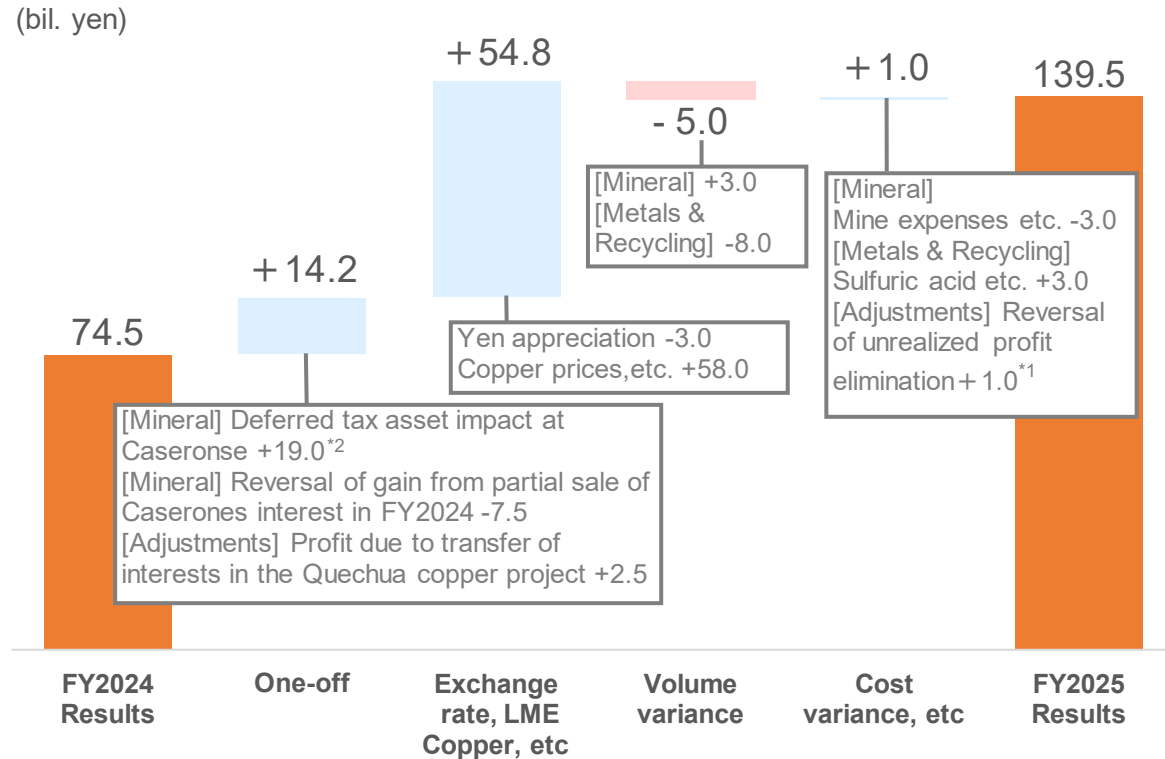 (bil. yen)
74.5
＋14.2
＋54.8
- 5.0
＋1.0
139.5
[Mineral] Deferred tax asset impact at
Caseronse +19.0*2
[Mineral] Reversal of gain from partial sale of
Caserones interest in FY2024 -7.5
[Adjustments] Profit due to transfer of
interests in the Quechua copper project +2.5
Yen appreciation -3.0
Copper prices,etc. +58.0
[Mineral] +3.0
[Metals &
Recycling] -8.0
[Mineral]
Mine expenses etc. -3.0
[Metals & Recycling]
Sulfuric acid etc. +3.0
[Adjustments] Reversal
of unrealized profit
elimination＋1.0*1
FY2024
Results
One-off
Exchange
rate, LME
Copper, etc
Volume
variance
Cost
variance, etc
FY2025
Results